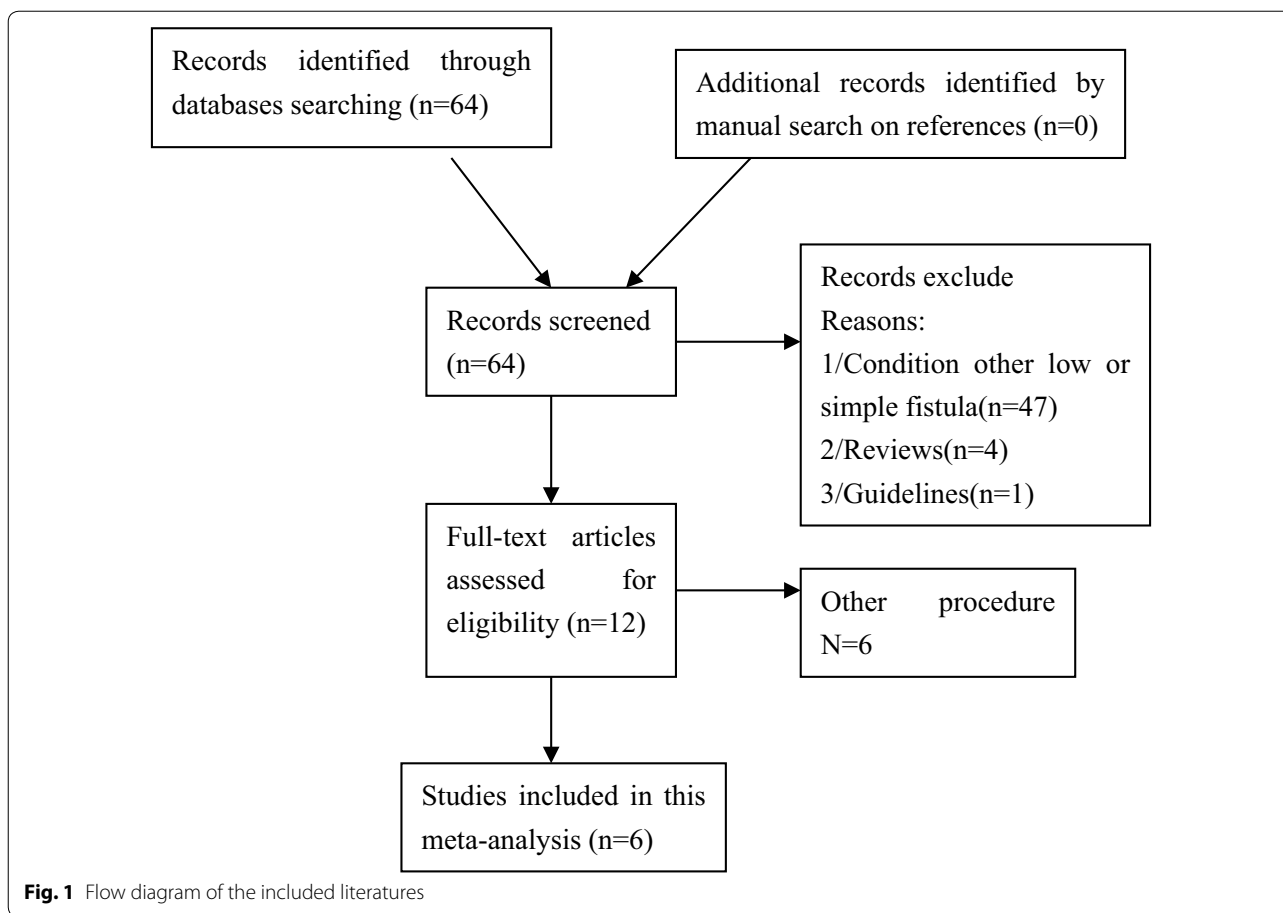 Records identified through
databases searching (n=64)
Additional records identified by
manual search on references (n=0)
Records screened
(n=64)
Records exclude
Reasons:
1/Condition other low or
simple fistula(n=47)
2/Reviews(n=4)
3/Guidelines(n=1)
Full-text articles
assessed for
eligibility (n=12)
Other procedure
N=6
Studies included in this
meta-analysis (n=6)
Fig. 1 Flow diagram of the included literatures